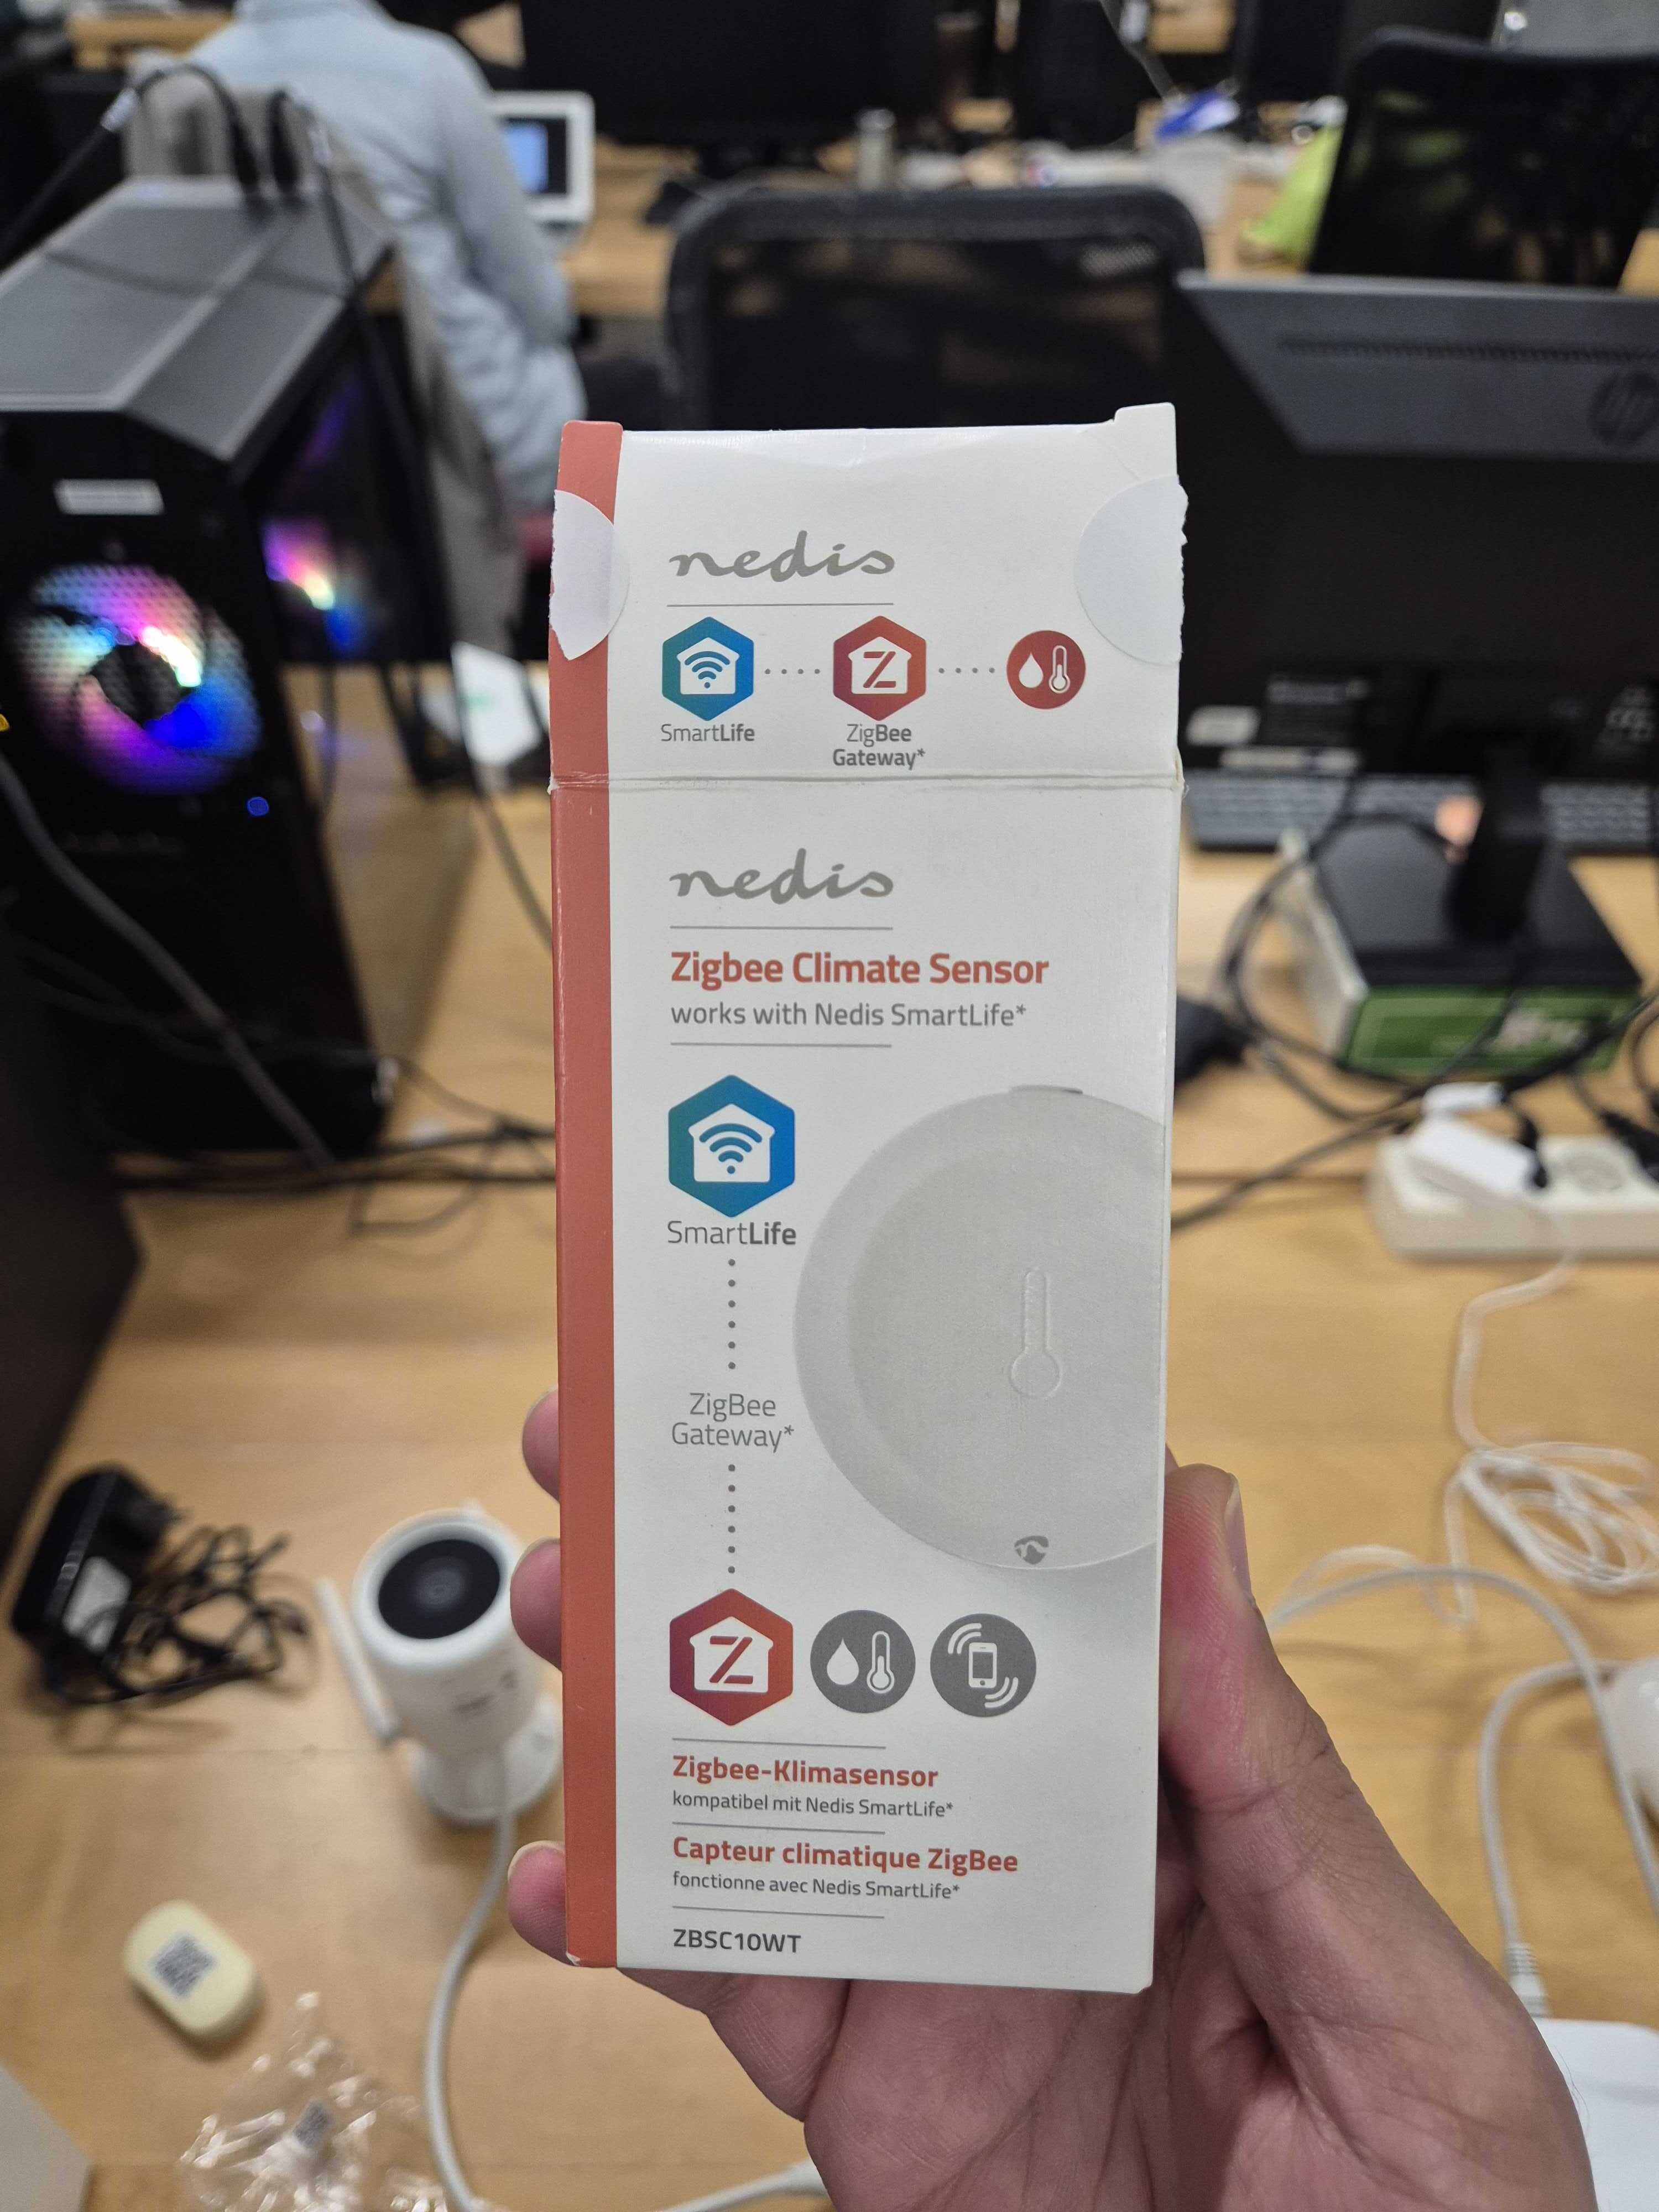 nedis
SmartLife
ZigBee
Gateway*
nedis
Zigbee Climate Sensor
works with Nedis SmartLife*
SmartLife
ZigBee
Gateway*
Z
Zigbee-Klimasensor
kompatibel mit Nedis SmartLife*
Capteur climatique ZigBee
fonctionne avec Nedis SmartLife*
ZBSC10WT
hp